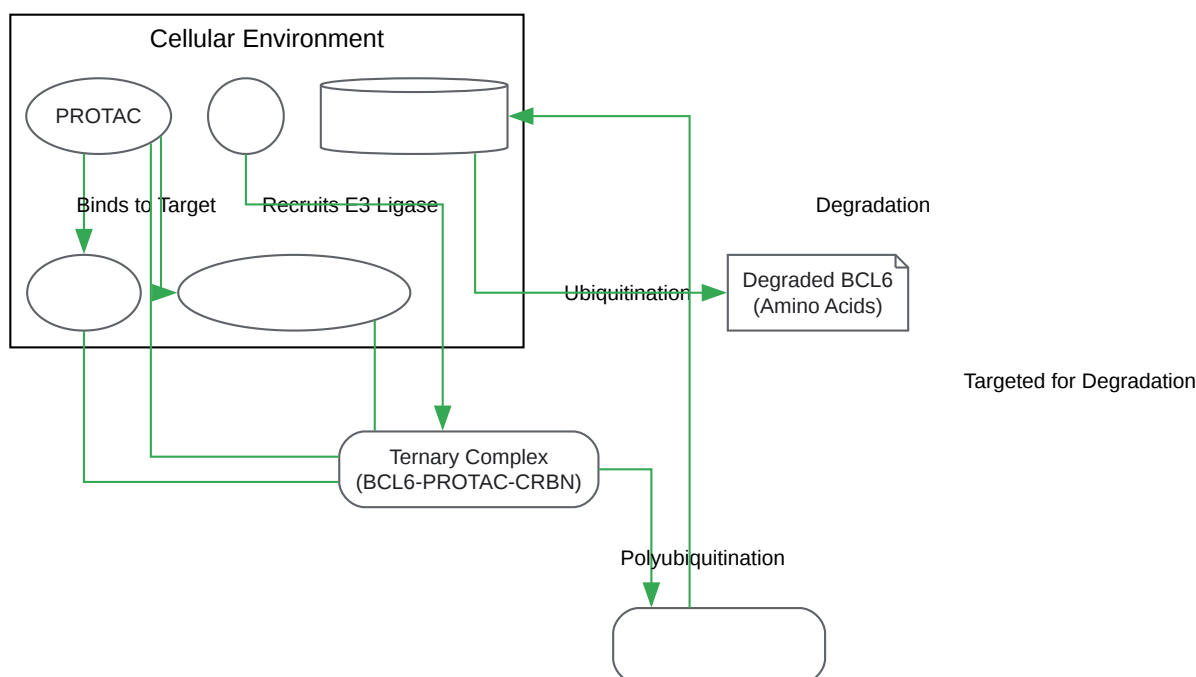 Cellular Environment
PROTAC
Binds to Target
Recruits E3 Ligase
Degradation
Degraded BCL6
(Amino Acids)
Ubiquitination
Targeted for Degradation
Ternary Complex
(BCL6-PROTAC-CRBN)
Polyubiquitination